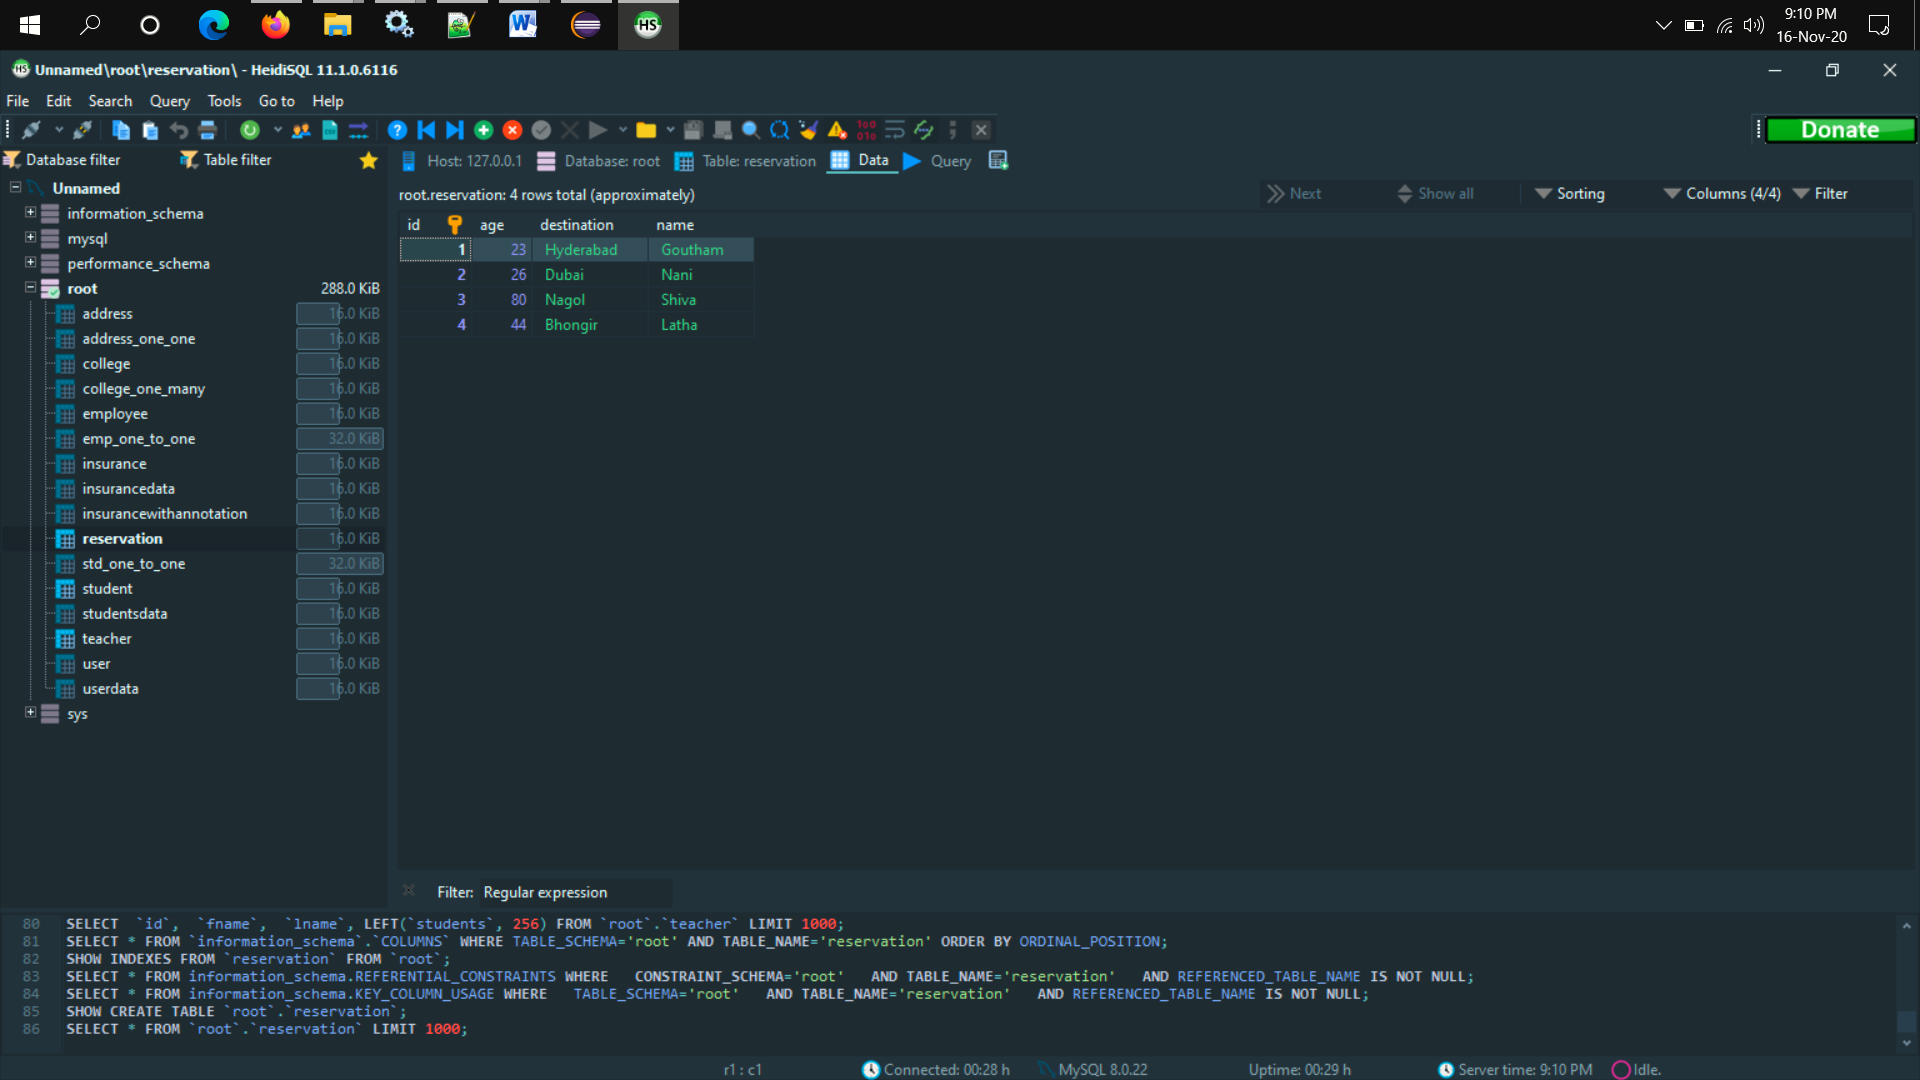 9:10 PM
16-Nov-20
Unnamed\root\reservation\ - HeidiSQL 11.1.0.6116
File Edit Search Query Tools Go to Help
Donate
Database filter Table filter
Host: 127.0.0.1 Database: root Table: reservation Data Query
root.reservation: 4 rows total (approximately) Next Show all Sorting Columns (4/4) Filter
id age destination name
1 23 Hyderabad Goutham
2 26 Dubai Nani
3 80 Nagol Shiva
4 44 Bhongir Latha
Unnamed
information_schema
mysql
performance_schema
root 288.0 KiB
address 16.0 KiB
address_one_one 16.0 KiB
college 16.0 KiB
college_one_many 16.0 KiB
employee 16.0 KiB
emp_one_to_one 32.0 KiB
insurance 16.0 KiB
insurancedata 16.0 KiB
insurancewithannotation 16.0 KiB
reservation 16.0 KiB
std_one_to_one 32.0 KiB
student 16.0 KiB
studentsdata 16.0 KiB
teacher 16.0 KiB
user 16.0 KiB
userdata 16.0 KiB
sys
Filter: Regular expression
80 SELECT `id`, `fname`, `lname`, LEFT(`students`, 256) FROM `root`.`teacher` LIMIT 1000;
81 SELECT * FROM `information_schema`.`COLUMNS` WHERE TABLE_SCHEMA='root' AND TABLE_NAME='reservation' ORDER BY ORDINAL_POSITION;
82 SHOW INDEXES FROM `reservation` FROM `root`;
83 SELECT * FROM information_schema.REFERENTIAL_CONSTRAINTS WHERE CONSTRAINT_SCHEMA='root' AND TABLE_NAME='reservation' AND REFERENCED_TABLE_NAME IS NOT NULL;
84 SELECT * FROM information_schema.KEY_COLUMN_USAGE WHERE TABLE_SCHEMA='root' AND TABLE_NAME='reservation' AND REFERENCED_TABLE_NAME IS NOT NULL;
85 SHOW CREATE TABLE `root`.`reservation`;
86 SELECT * FROM `root`.`reservation` LIMIT 1000;
r1 : c1 Connected: 00:28 h MySQL 8.0.22 Uptime: 00:29 h Server time: 9:10 PM Idle.